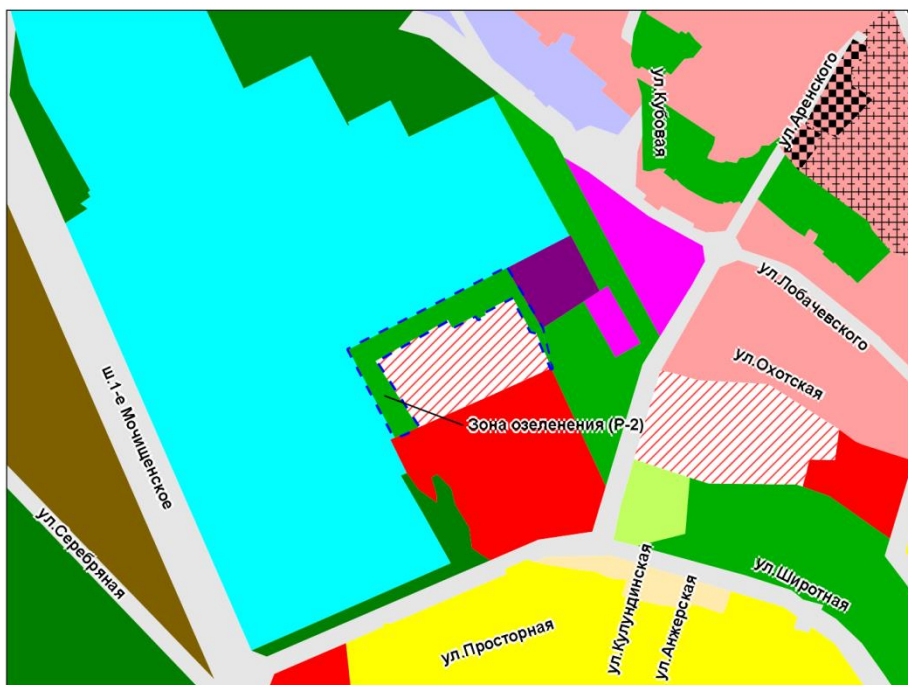 ул.Кубовая
ул.Аренского
ул.Лобачевского
ул.Охотская
Зона озеленения (Р-2)
ш.1-е Мочищенское
ул.Серебряная
ул.Широтная
ул.Кулундинская
ул.Анжерская
ул.Просторная